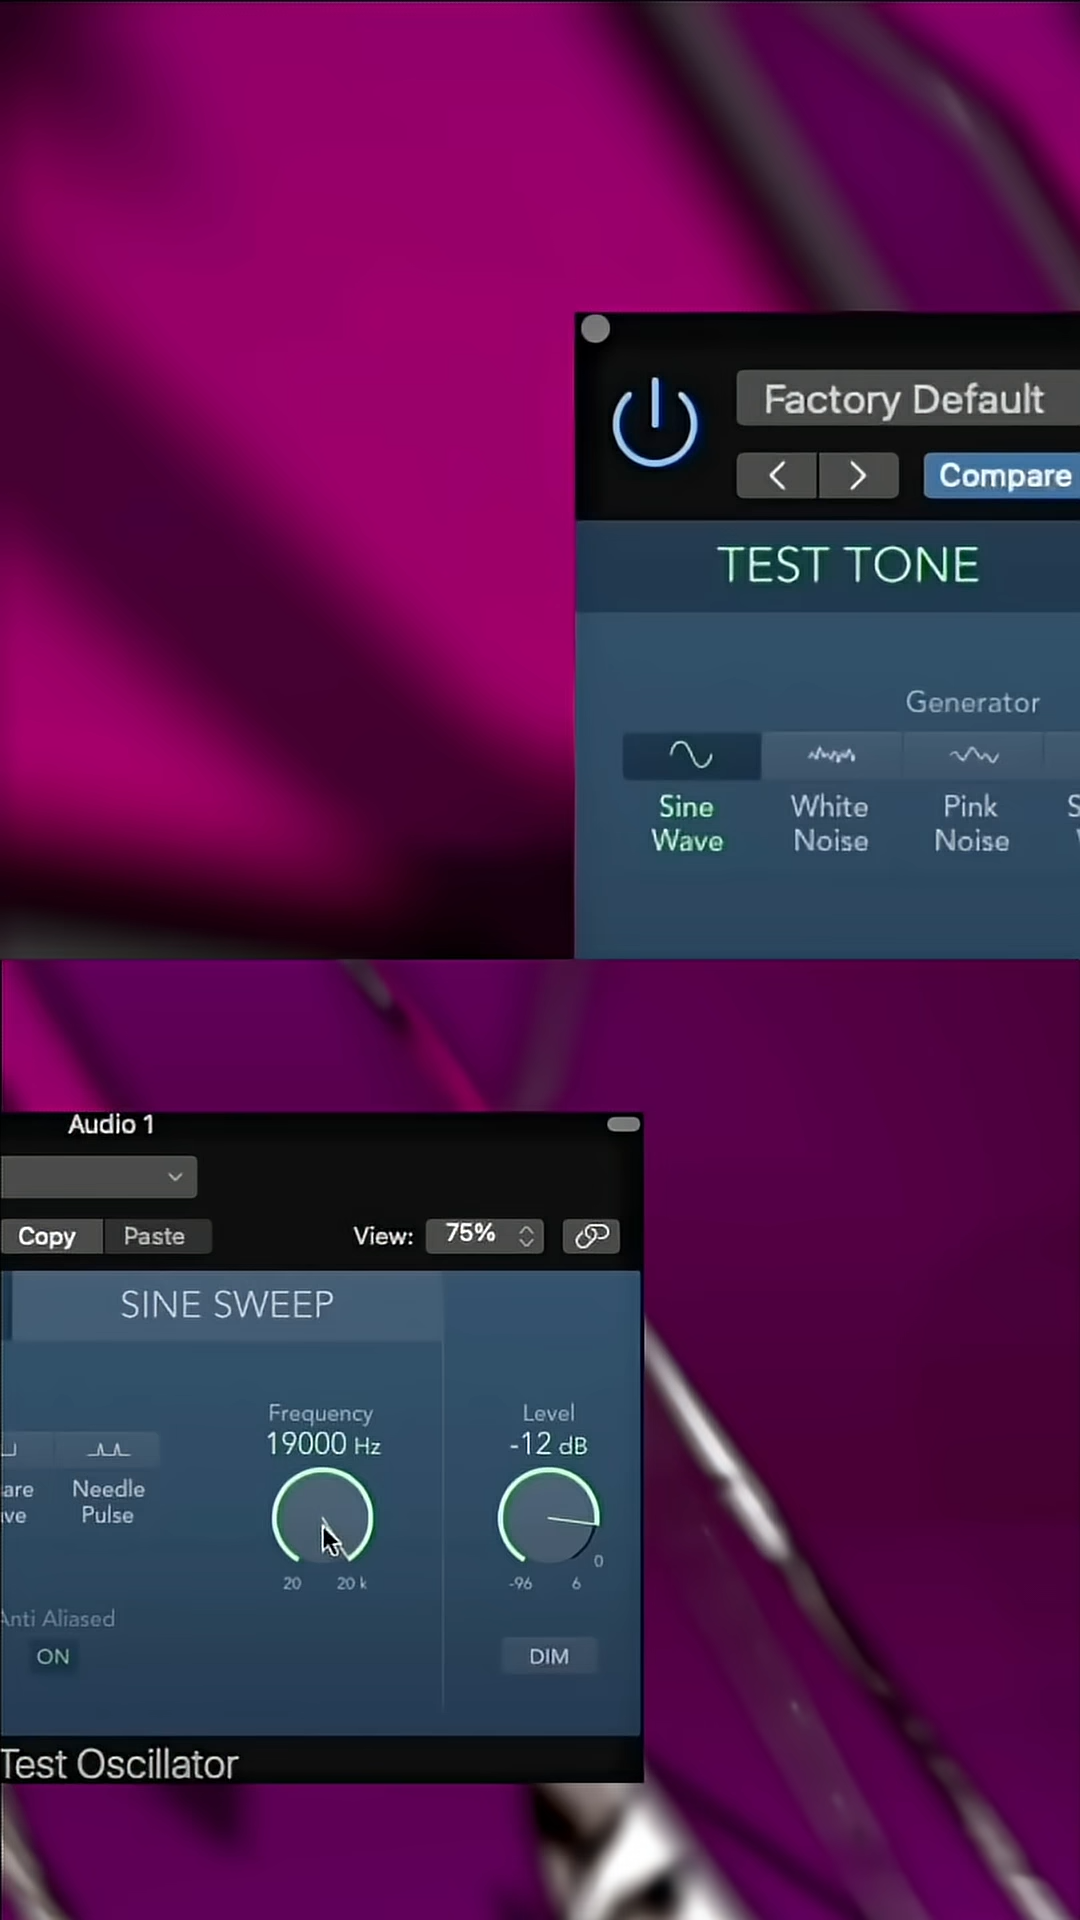 Factory Default
Compare
TEST TONE
Generator
Sine Wave
White Noise
Pink Noise
Audio 1
Copy
Paste
View:
75%
SINE SWEEP
Frequency
19000 Hz
20
20 k
Level
-12 dB
-96
6
0
Needle Pulse
Anti Aliased
ON
DIM
Test Oscillator